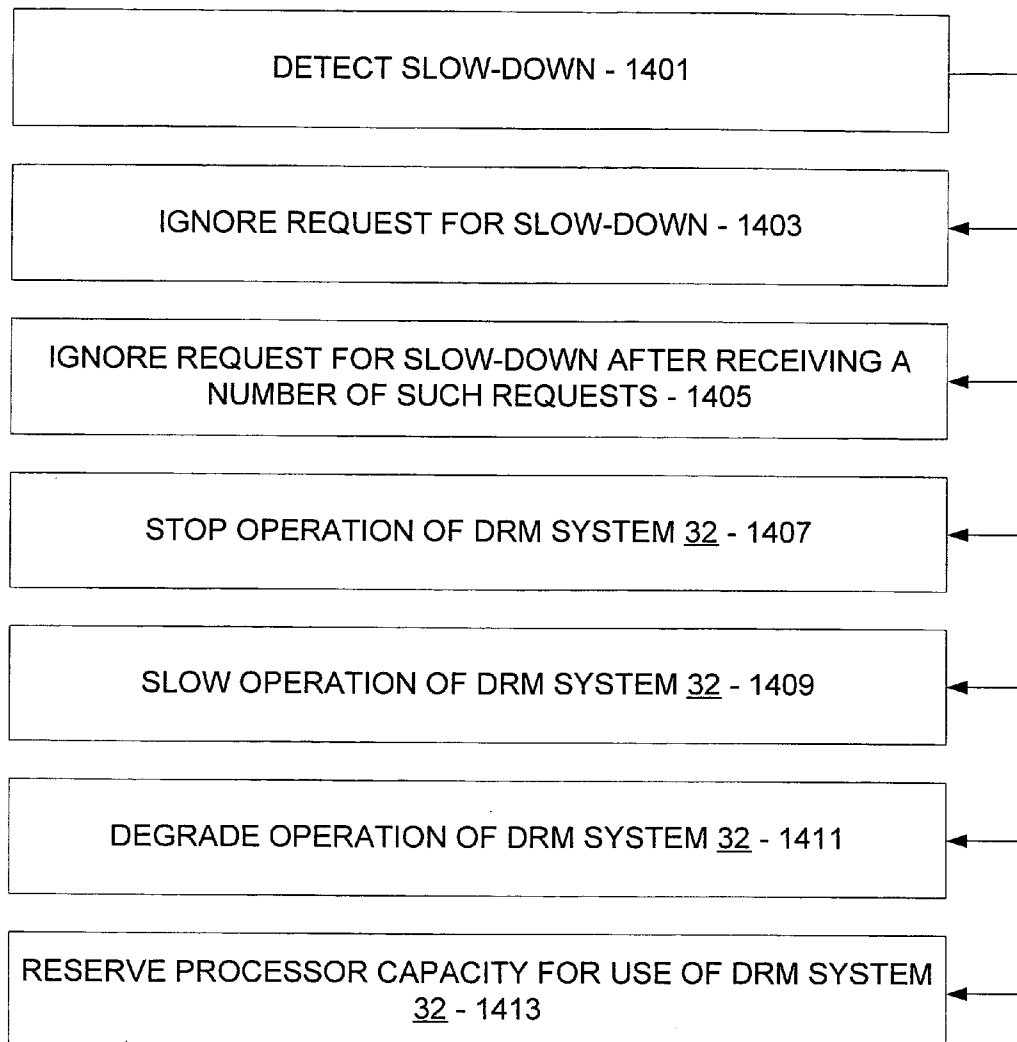 DETECT SLOW-DOWN - 1401
IGNORE REQUEST FOR SLOW-DOWN - 1403
IGNORE REQUEST FOR SLOW-DOWN AFTER RECEIVING A
NUMBER OF SUCH REQUESTS - 1405
STOP OPERATION OF DRM SYSTEM 32 - 1407
SLOW OPERATION OF DRM SYSTEM 32 - 1409
DEGRADE OPERATION OF DRM SYSTEM 32 - 1411
RESERVE PROCESSOR CAPACITY FOR USE OF DRM SYSTEM
32 - 1413